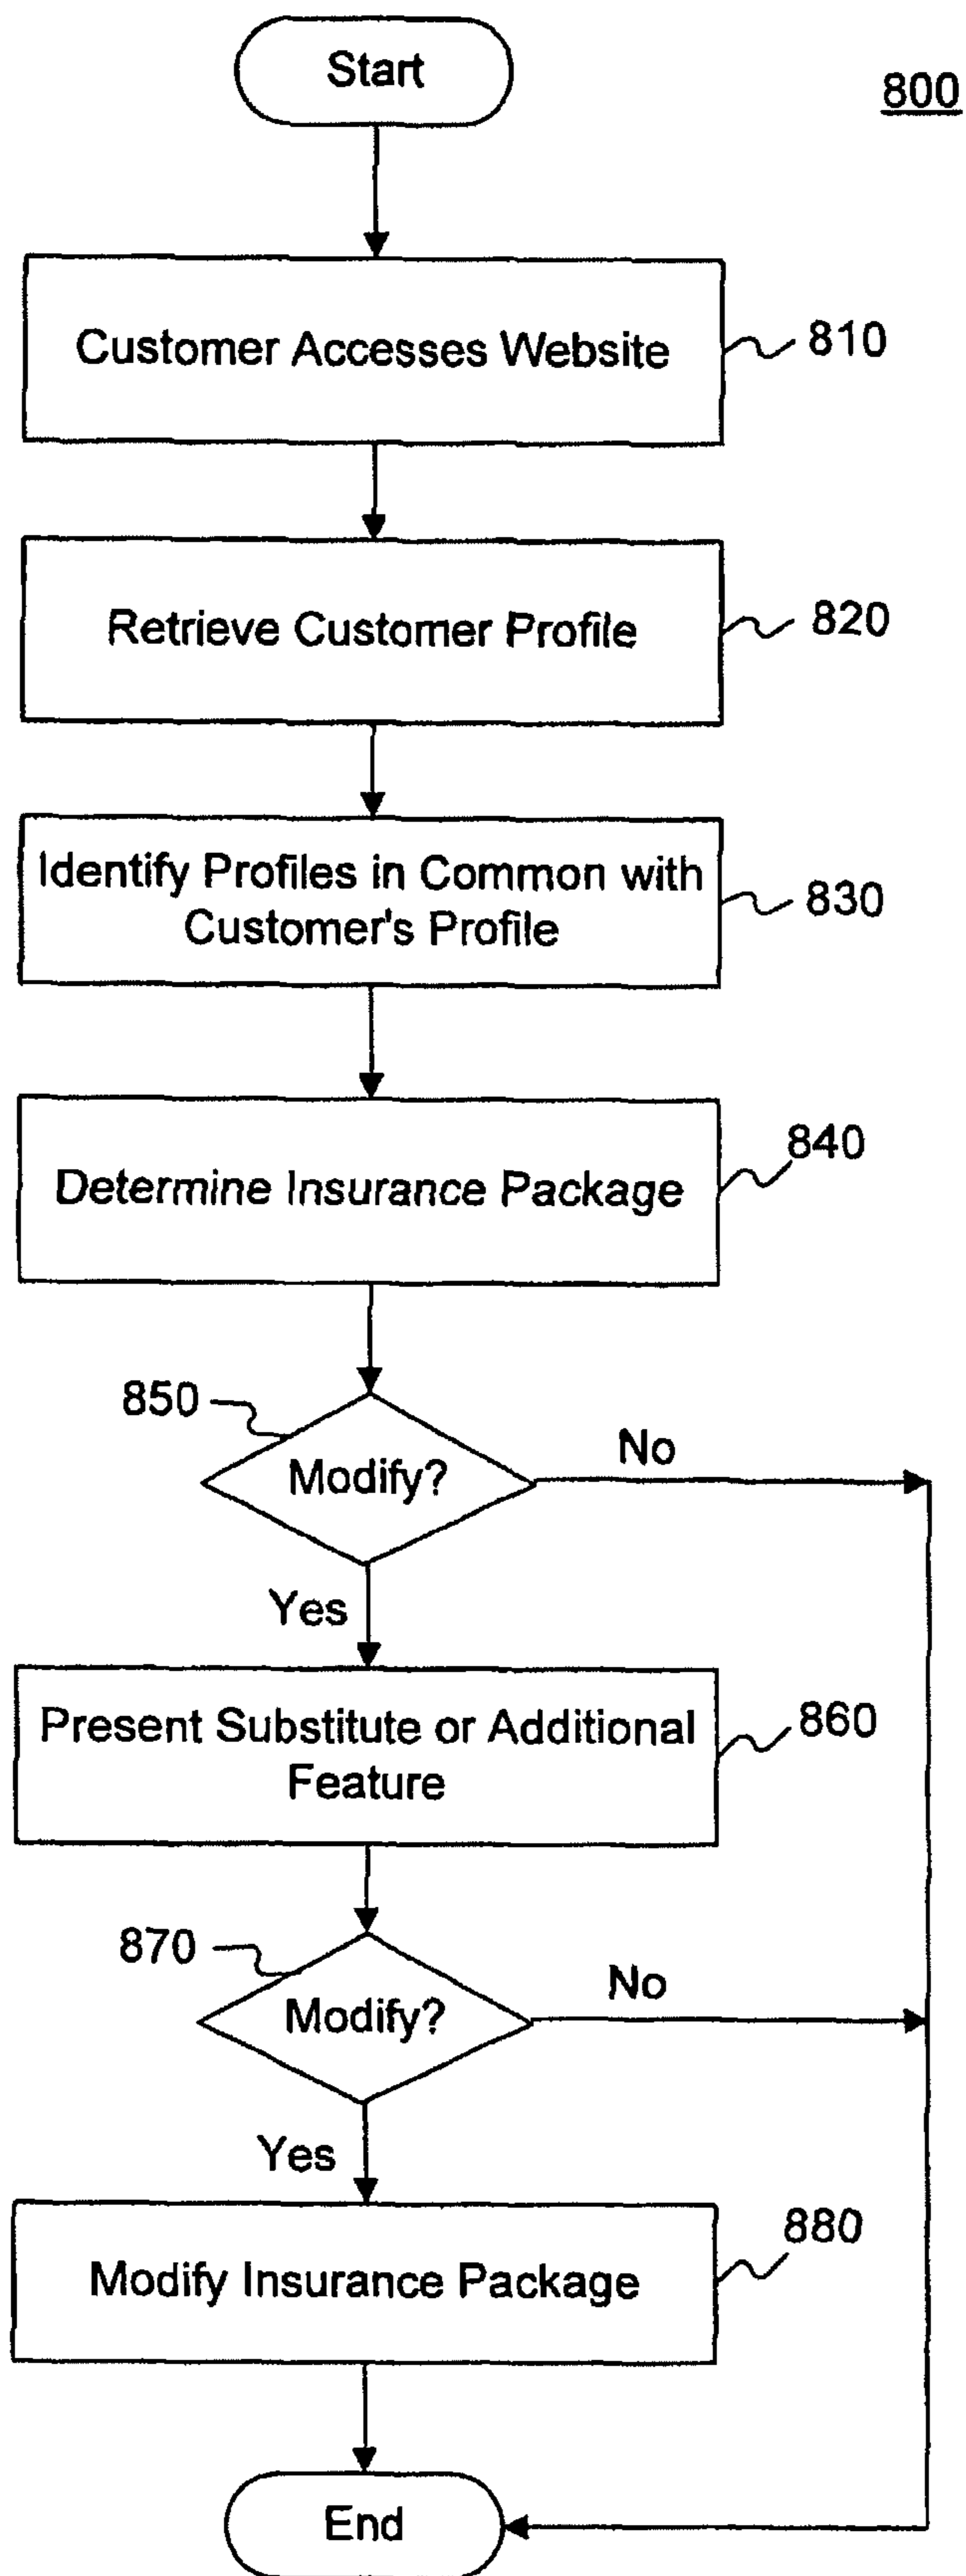 Start
800
Customer Accesses Website
810
Retrieve Customer Profile
820
Identify Profiles in Common with
Customer's Profile
830
Determine Insurance Package
840
850
Modify?
No
Yes
Present Substitute or Additional
Feature
860
870
Modify?
No
Yes
Modify Insurance Package
880
End